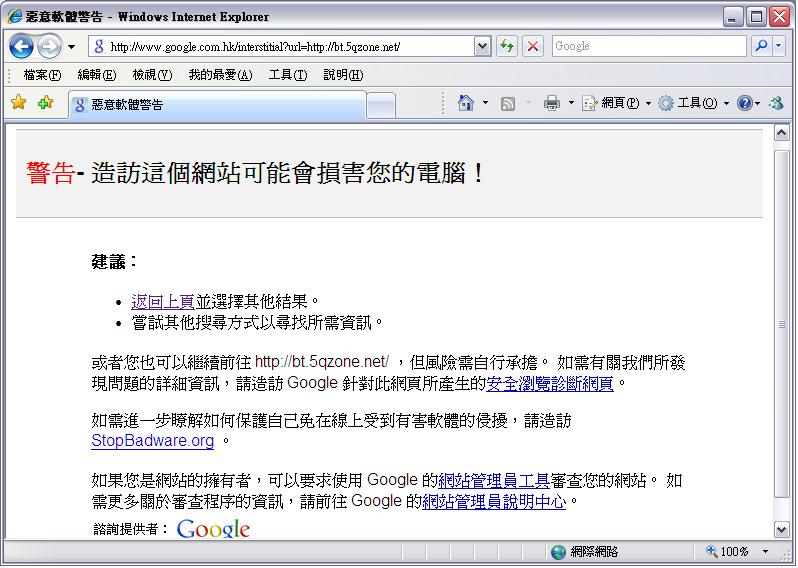 惡意軟體警告 - Windows Internet Explorer
http://www.google.com.hk/interstitial?url=http://bt.5qzone.net/
Google
檔案(F) 編輯(E) 檢視(V) 我的最愛(A) 工具(T) 說明(H)
惡意軟體警告
網頁(P) 工具(O)
警告- 造訪這個網站可能會損害您的電腦！
建議：
• 返回上頁並選擇其他結果。
• 嘗試其他搜尋方式以尋找所需資訊。
或者您也可以繼續前往 http://bt.5qzone.net/ ，但風險需自行承擔。 如需有關我們所發
現問題的詳細資訊，請造訪 Google 針對此網頁所產生的安全瀏覽診斷網頁。
如需進一步瞭解如何保護自己免在線上受到有害軟體的侵擾，請造訪
StopBadware.org 。
如果您是網站的擁有者，可以要求使用 Google 的網站管理員工具審查您的網站。 如
需更多關於審查程序的資訊，請前往 Google 的網站管理員說明中心。
諮詢提供者： Google
網際網路 100%